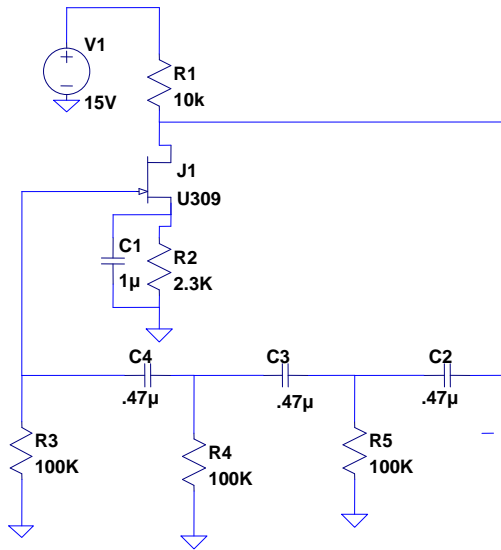 V1
15V
R1
10k
J1
U309
C1
1µ
R2
2.3K
C4
.47µ
C3
.47µ
C2
.47µ
R3
100K
R4
100K
R5
100K